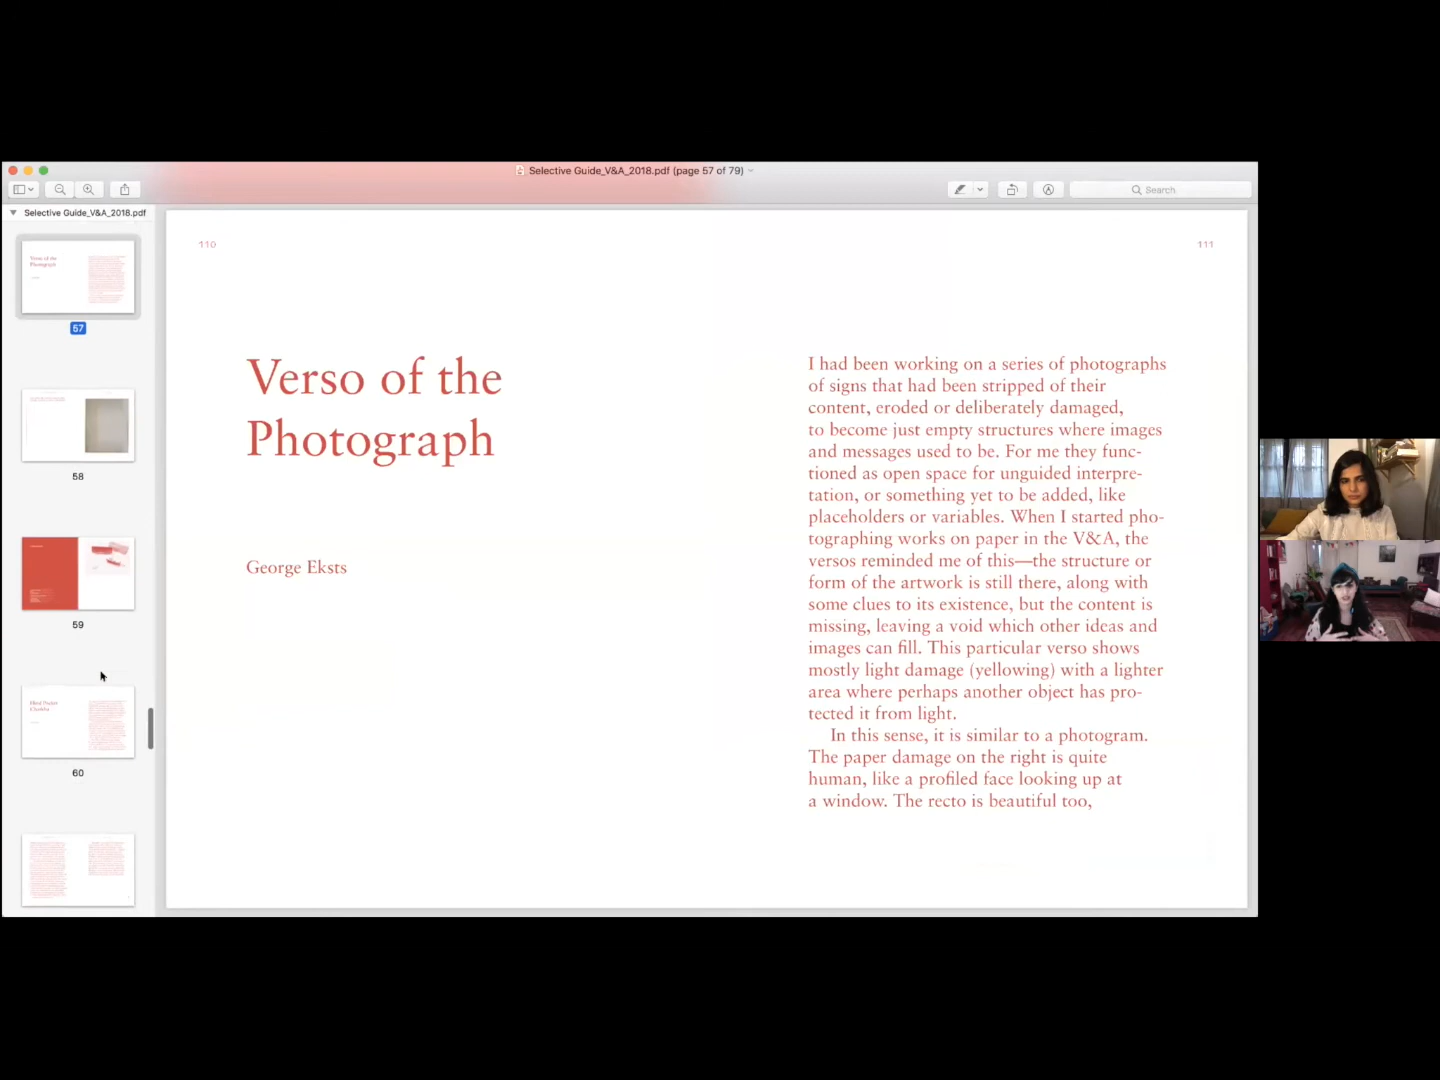 Selective Guide_V&A_2018.pdf (page 57 of 79)
Search
Selective Guide_V&A_2018.pdf
Verso of the
Photograph
57
58
59
60
110
111
Verso of the
Photograph
George Eksts
I had been working on a series of photographs
of signs that had been stripped of their
content, eroded or deliberately damaged,
to become just empty structures where images
and messages used to be. For me they func-
tioned as open space for unguided interpre-
tation, or something yet to be added, like
placeholders or variables. When I started pho-
tographing works on paper in the V&A, the
versos reminded me of this—the structure or
form of the artwork is still there, along with
some clues to its existence, but the content is
missing, leaving a void which other ideas and
images can fill. This particular verso shows
mostly light damage (yellowing) with a lighter
area where perhaps another object has pro-
tected it from light.
In this sense, it is similar to a photogram.
The paper damage on the right is quite
human, like a profiled face looking up at
a window. The recto is beautiful too,